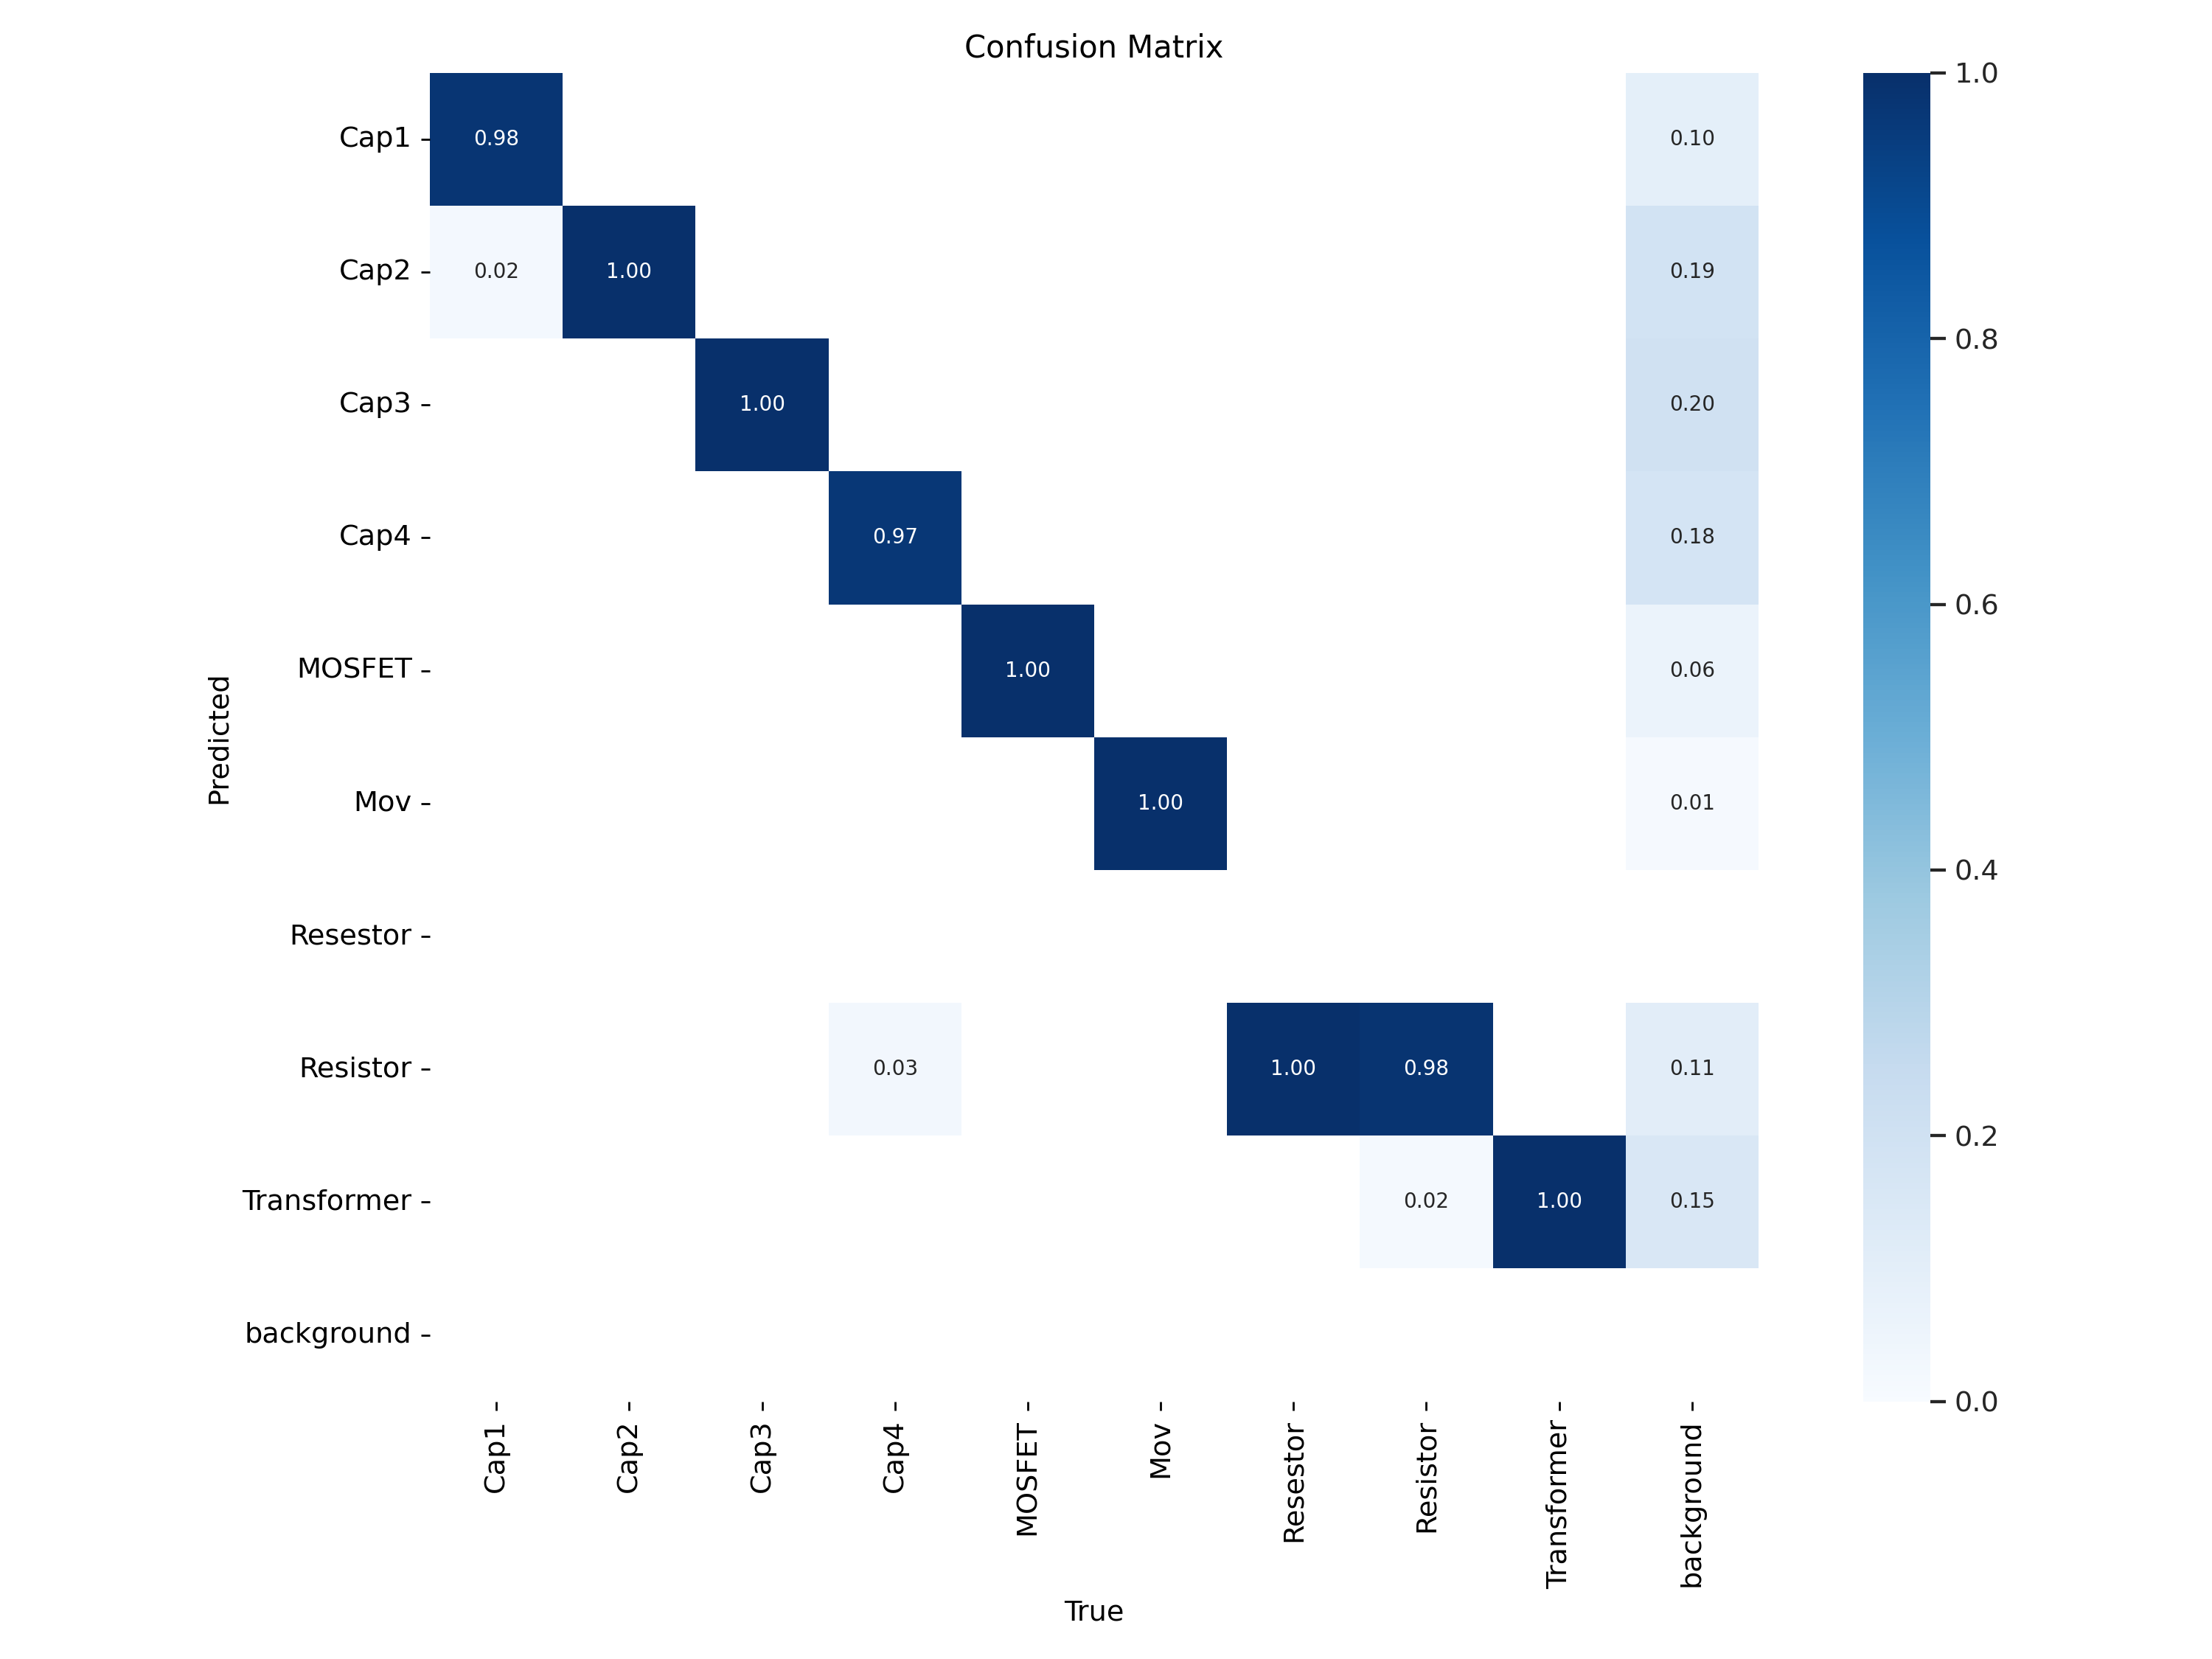 Confusion Matrix
Cap1 0.98 0.10 1.0
Cap2 0.02 1.00 0.19
0.8
Cap3 1.00 0.20
Cap4 0.97 0.18
0.6
MOSFET 1.00 0.06
Mov 1.00 0.01
0.4
Resestor
Resistor 0.03 1.00 0.98 0.11
0.2
Transformer 0.02 1.00 0.15
background
0.0
Predicted
Cap1 Cap2 Cap3 Cap4 MOSFET Mov Resestor Resistor Transformer background
True